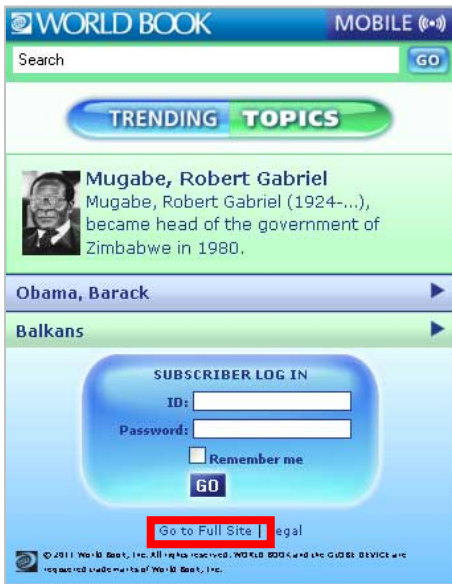 WORLD BOOK MOBILE
Search GO
TRENDING TOPICS
Mugabe, Robert Gabriel
Mugabe, Robert Gabriel (1924-...),
became head of the government of
Zimbabwe in 1980.
Obama, Barack
Balkans
SUBSCRIBER LOG IN
ID:
Password:
Remember me
GO
Go to Full Site | egal
© 2011 World Book, Inc. All rights reserved. WORLD BOOK and the GLOBE DEVICE are
registered trademarks of World Book, Inc.